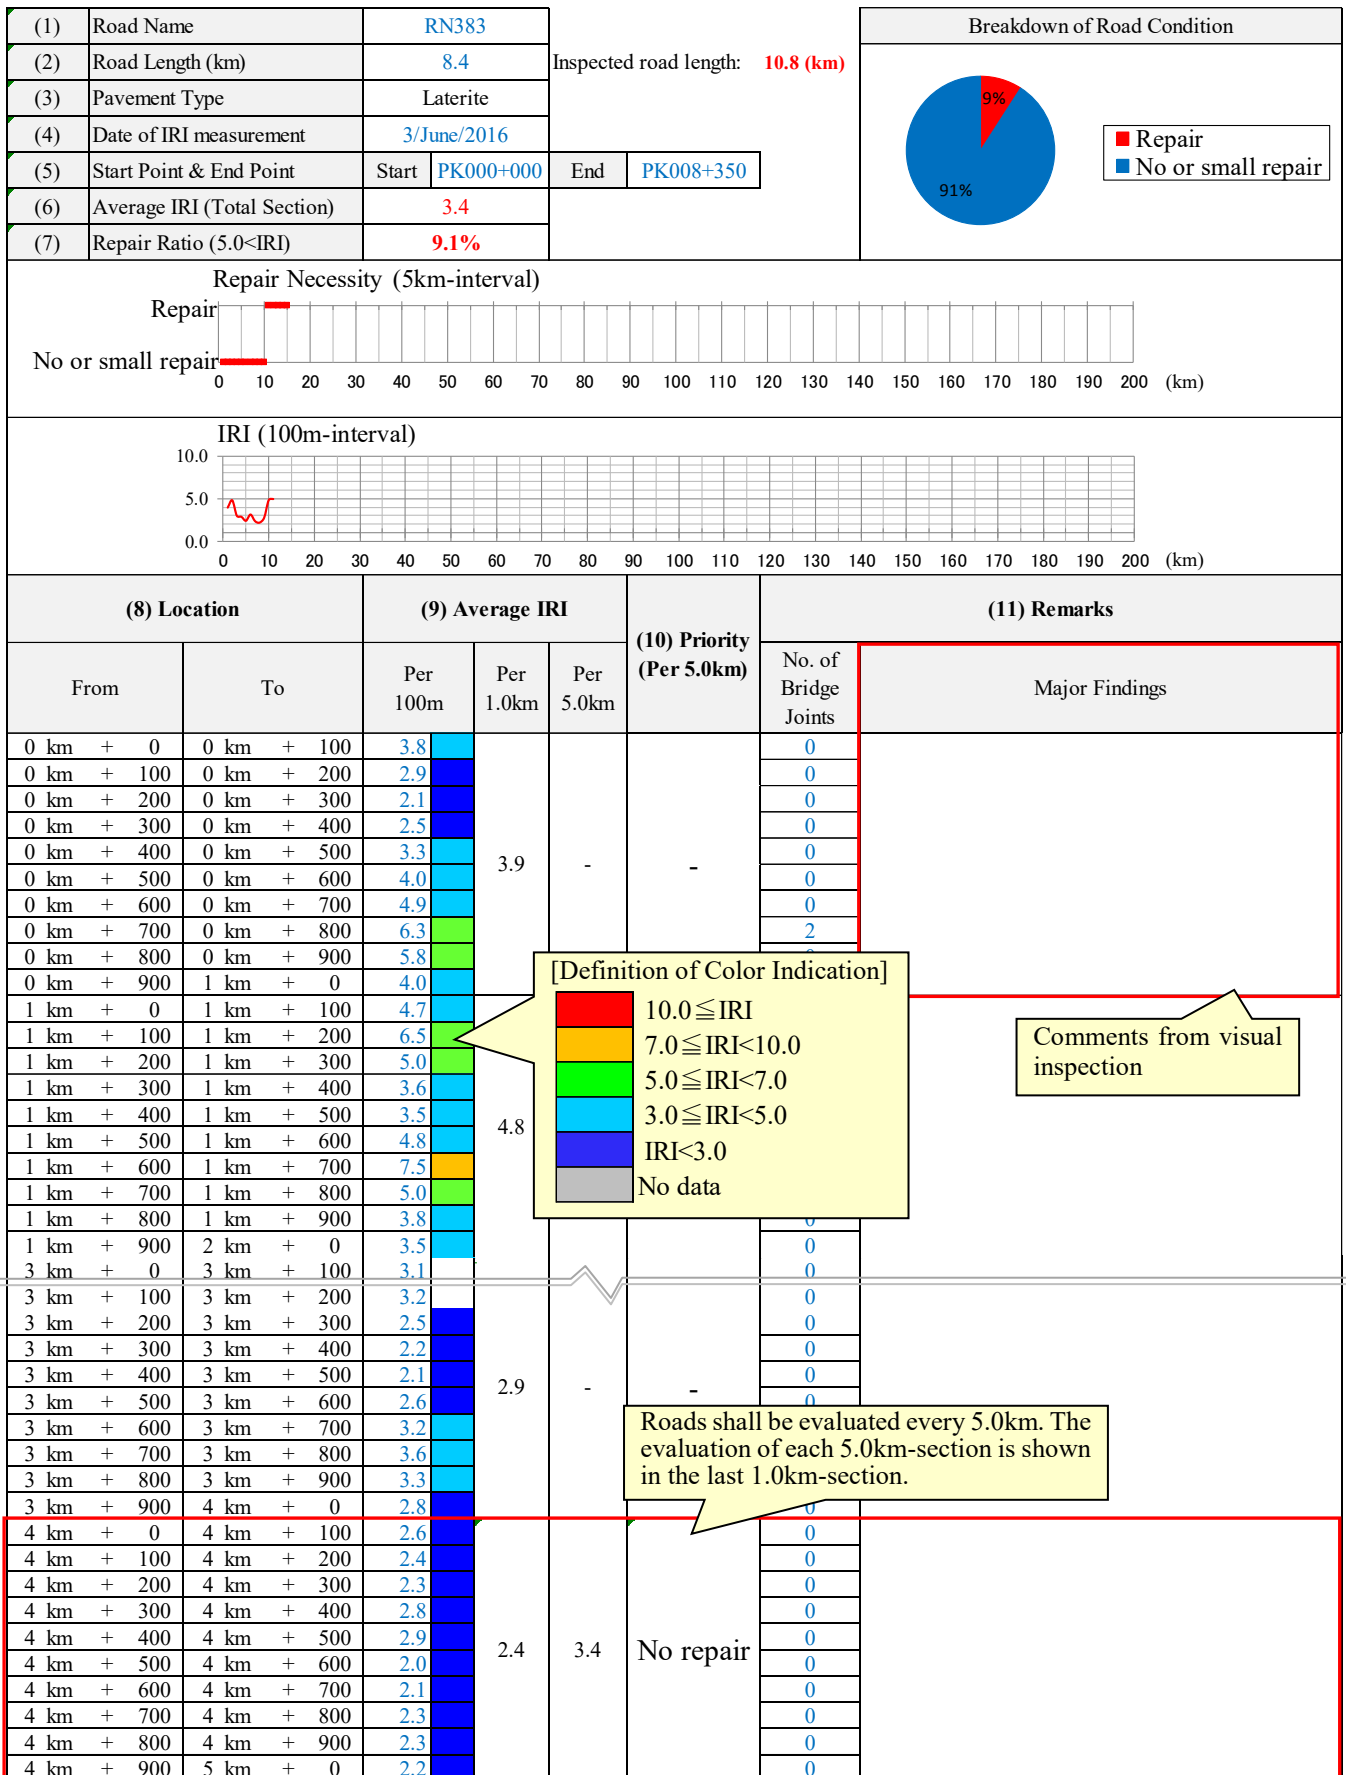 (1) Road Name RN383
(2) Road Length (km) 8.4 Inspected road length: 10.8 (km)
(3) Pavement Type Laterite
(4) Date of IRI measurement 3/June/2016
(5) Start Point & End Point Start PK000+000 End PK008+350
(6) Average IRI (Total Section) 3.4
(7) Repair Ratio (5.0<IRI) 9.1%
Breakdown of Road Condition
9%
91%
Repair
No or small repair
Repair Necessity (5km-interval)
Repair
No or small repair
0 10 20 30 40 50 60 70 80 90 100 110 120 130 140 150 160 170 180 190 200 (km)
IRI (100m-interval)
10.0
5.0
0.0
0 10 20 30 40 50 60 70 80 90 100 110 120 130 140 150 160 170 180 190 200 (km)
(8) Location (9) Average IRI (10) Priority (Per 5.0km) (11) Remarks
From To Per 100m Per 1.0km Per 5.0km No. of Bridge Joints Major Findings
0 km + 0 0 km + 100 3.8 0
0 km + 100 0 km + 200 2.9 0
0 km + 200 0 km + 300 2.1 0
0 km + 300 0 km + 400 2.5 0
0 km + 400 0 km + 500 3.3 0
3.9 - -
0 km + 500 0 km + 600 4.0 0
0 km + 600 0 km + 700 4.9 0
0 km + 700 0 km + 800 6.3 2
0 km + 800 0 km + 900 5.8
0 km + 900 1 km + 0 4.0
1 km + 0 1 km + 100 4.7
1 km + 100 1 km + 200 6.5
1 km + 200 1 km + 300 5.0
1 km + 300 1 km + 400 3.6
1 km + 400 1 km + 500 3.5
4.8
1 km + 500 1 km + 600 4.8
1 km + 600 1 km + 700 7.5
1 km + 700 1 km + 800 5.0
1 km + 800 1 km + 900 3.8 0
1 km + 900 2 km + 0 3.5 0
[Definition of Color Indication]
10.0≦IRI
7.0≦IRI<10.0
5.0≦IRI<7.0
3.0≦IRI<5.0
IRI<3.0
No data
Comments from visual
inspection
3 km + 0 3 km + 100 3.1 0
3 km + 100 3 km + 200 3.2 0
3 km + 200 3 km + 300 2.5 0
3 km + 300 3 km + 400 2.2 0
3 km + 400 3 km + 500 2.1 0
2.9 - -
3 km + 500 3 km + 600 2.6 0
3 km + 600 3 km + 700 3.2
3 km + 700 3 km + 800 3.6
3 km + 800 3 km + 900 3.3
3 km + 900 4 km + 0 2.8 0
Roads shall be evaluated every 5.0km. The
evaluation of each 5.0km-section is shown
in the last 1.0km-section.
4 km + 0 4 km + 100 2.6 0
4 km + 100 4 km + 200 2.4 0
4 km + 200 4 km + 300 2.3 0
4 km + 300 4 km + 400 2.8 0
4 km + 400 4 km + 500 2.9 0
2.4 3.4 No repair
4 km + 500 4 km + 600 2.0 0
4 km + 600 4 km + 700 2.1 0
4 km + 700 4 km + 800 2.3 0
4 km + 800 4 km + 900 2.3 0
4 km + 900 5 km + 0 2.2 0